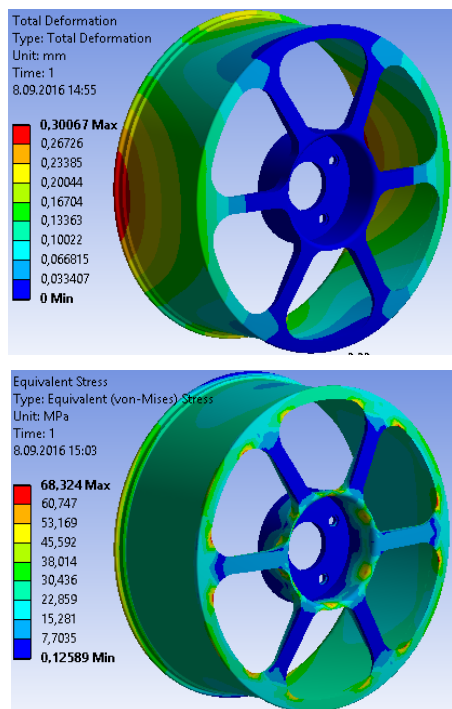 Total Deformation
Type: Total Deformation
Unit: mm
Time: 1
8.09.2016 14:55
0,30067 Max
0,26726
0,23385
0,20044
0,16704
0,13363
0,10022
0,066815
0,033407
0 Min
Equivalent Stress
Type: Equivalent (von-Mises) Stress
Unit: MPa
Time: 1
8.09.2016 15:03
68,324 Max
60,747
53,169
45,592
38,014
30,436
22,859
15,281
7,7035
0,12589 Min